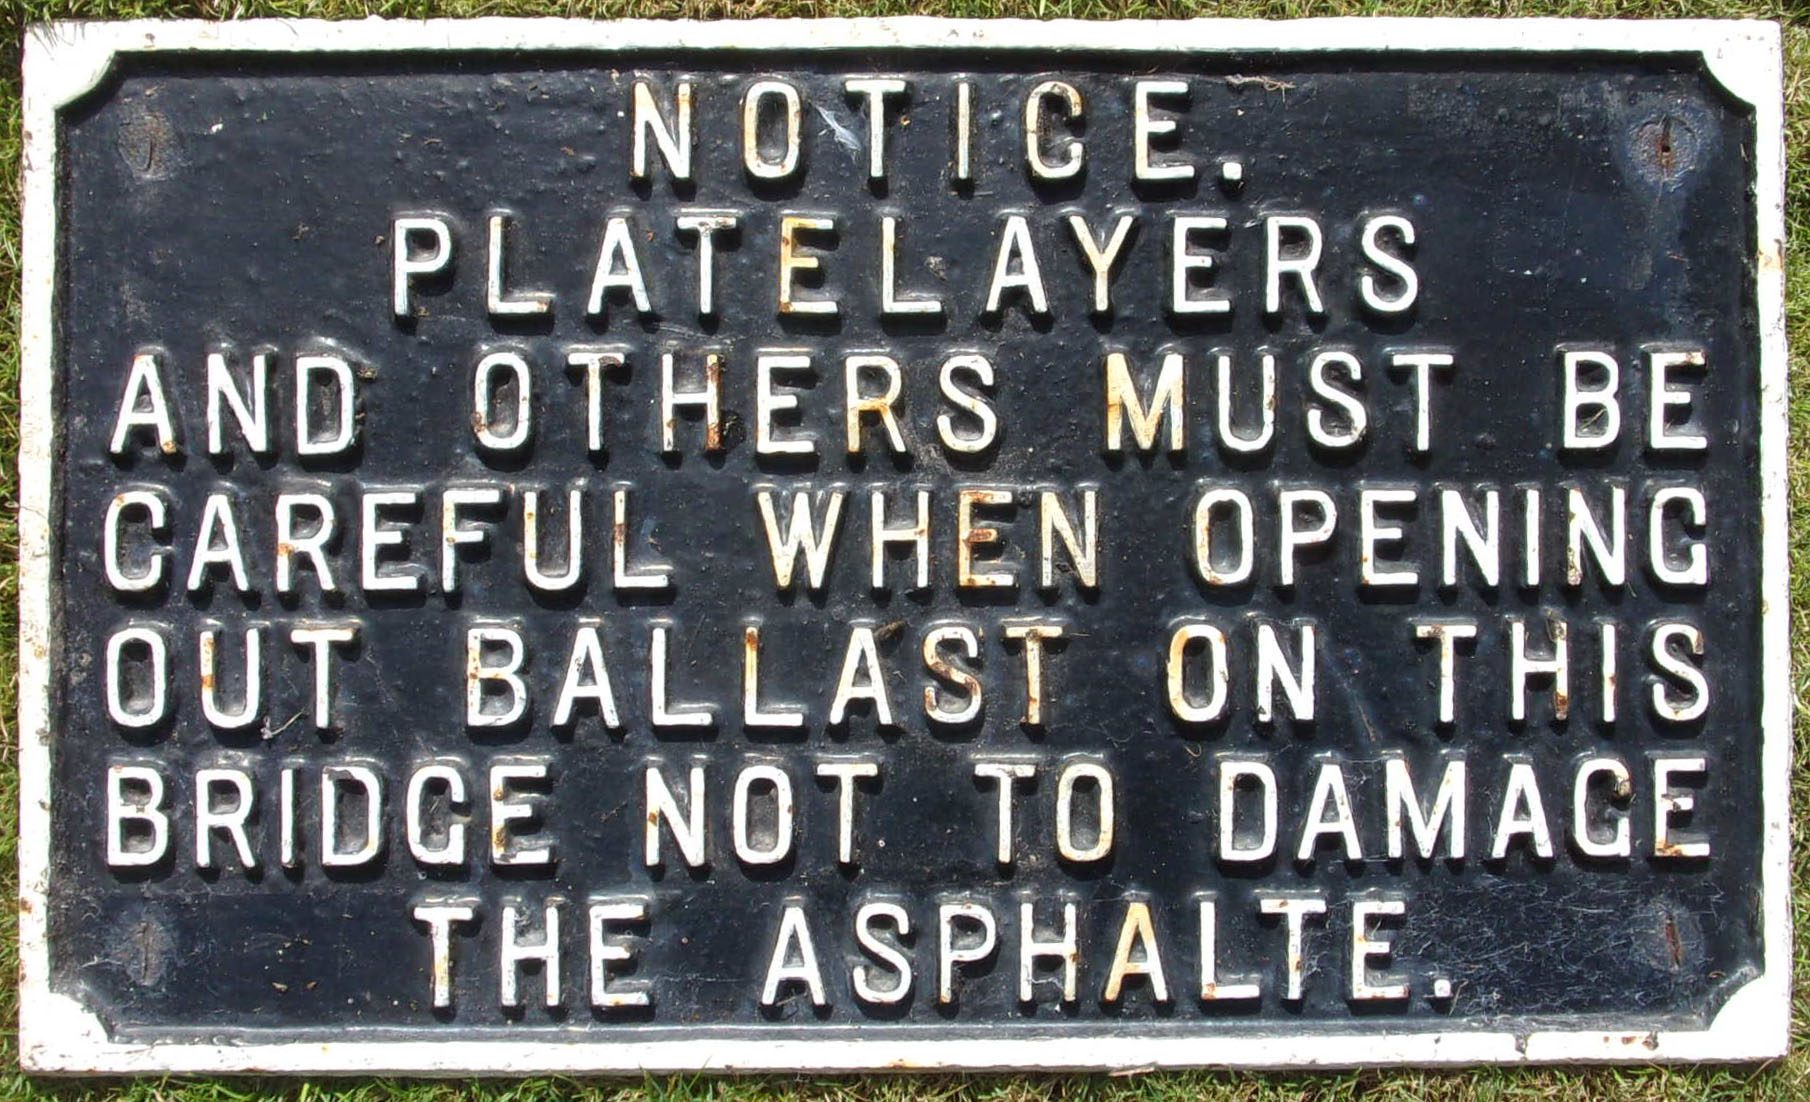 NOTICE.
PLATELAYERS
AND OTHERS MUST BE
CAREFUL WHEN OPENING
OUT BALLAST ON THIS
BRIDGE NOT TO DAMAGE
THE ASPHALTE.